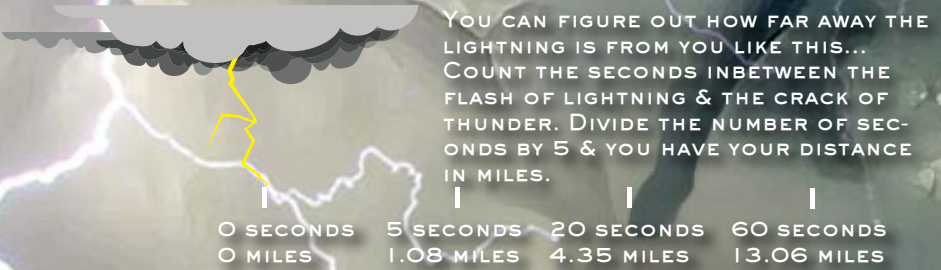 You can figure out how far away the
lightning is from you like this...
Count the seconds inbetween the
flash of lightning & the crack of
thunder. Divide the number of sec-
onds by 5 & you have your distance
in miles.
0 seconds 5 seconds 20 seconds 60 seconds
0 miles 1.08 miles 4.35 miles 13.06 miles